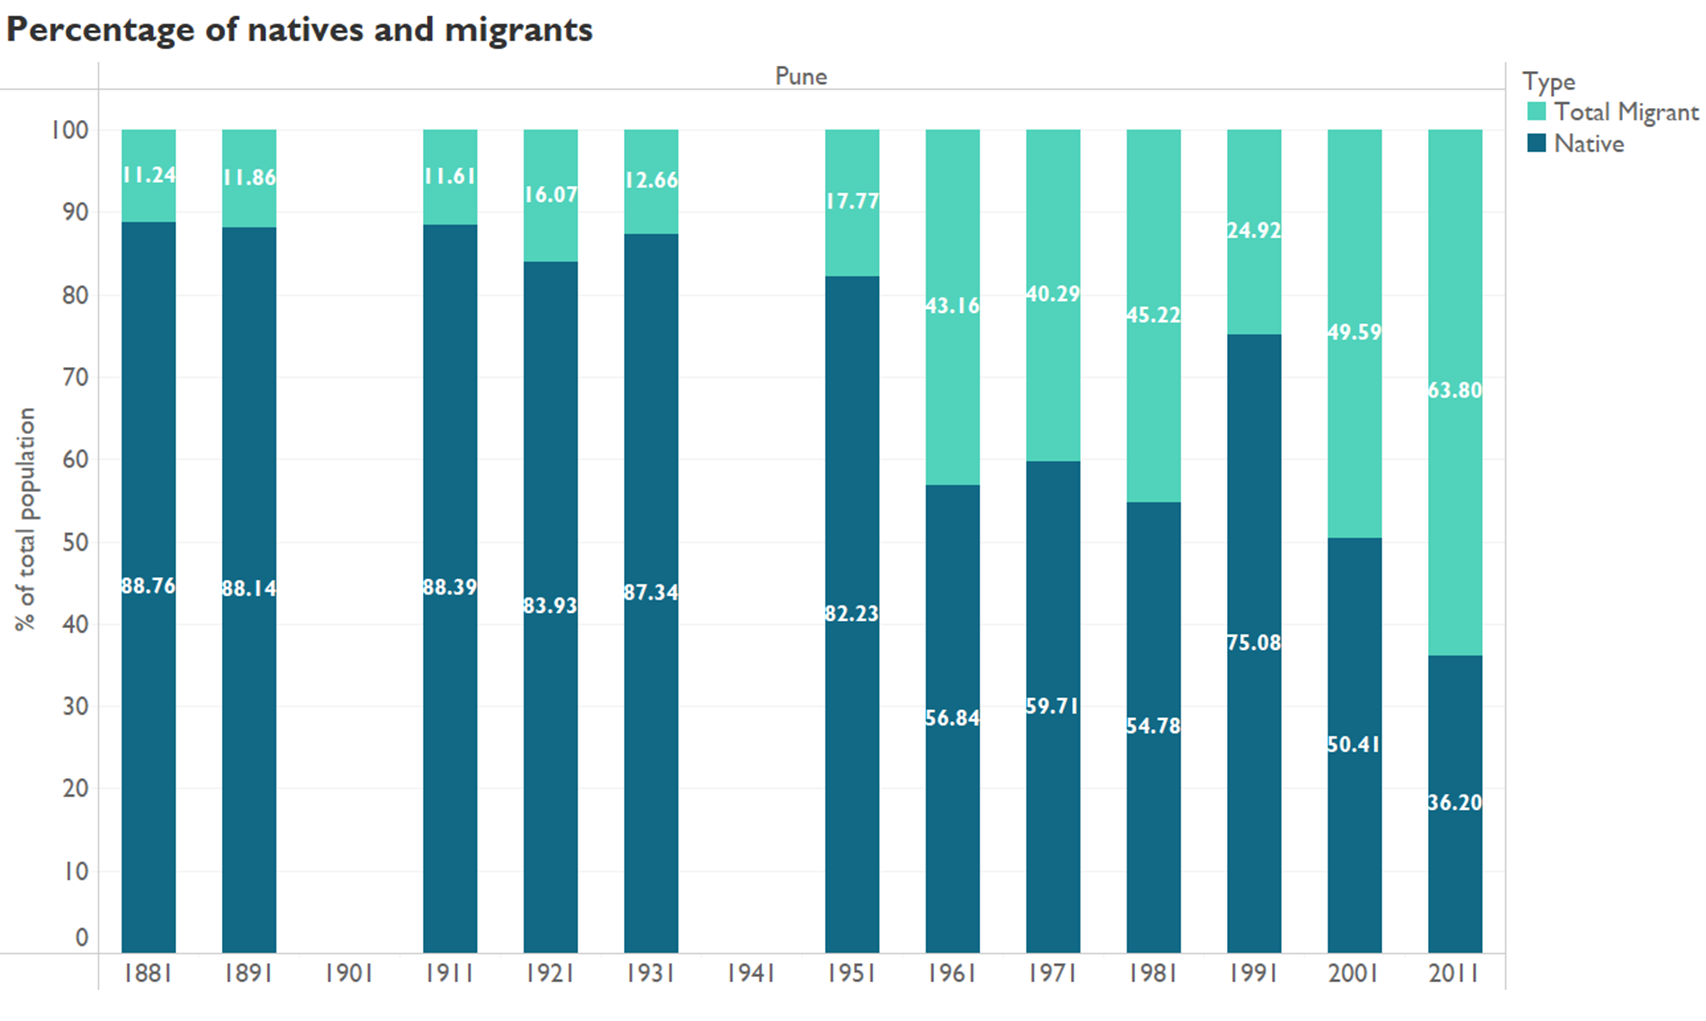 Percentage of natives and migrants
Pune
Type
Total Migrant
Native
% of total population
100
90
80
70
60
50
40
30
20
10
0
11.24 11.86 11.61 16.07 12.66 17.77 43.16 40.29 45.22 24.92 49.59 63.80
88.76 88.14 88.39 83.93 87.34 82.23 56.84 59.71 54.78 75.08 50.41 36.20
1881 1891 1901 1911 1921 1931 1941 1951 1961 1971 1981 1991 2001 2011